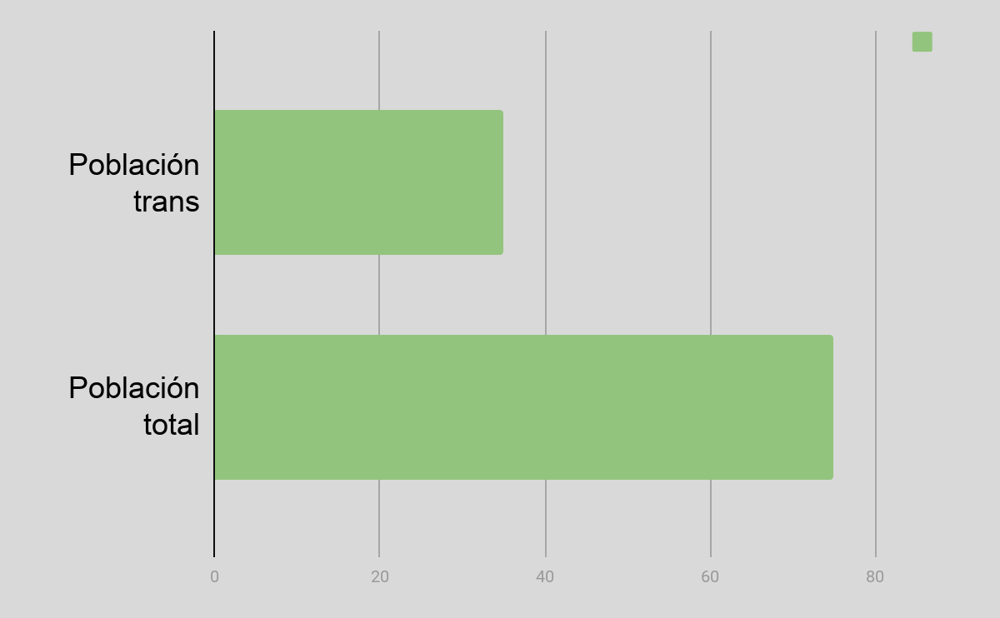 Población
trans
Población
total
0 20 40 60 80